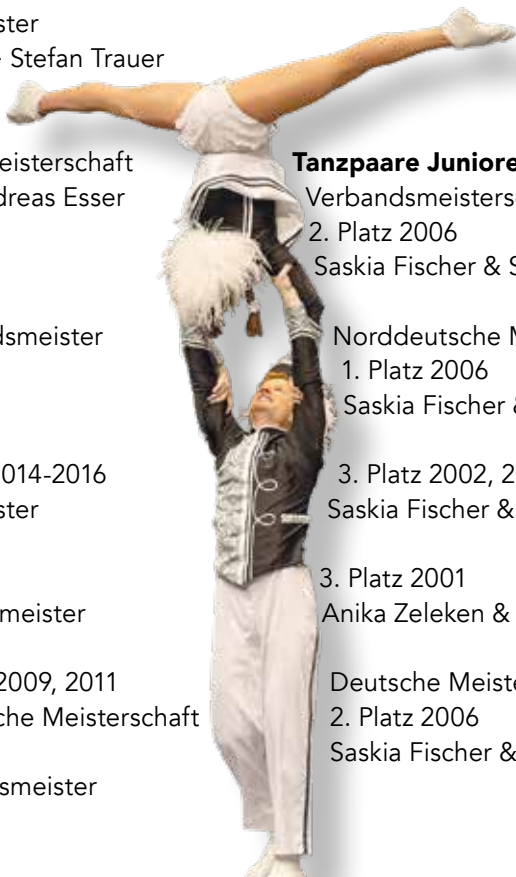 ster
Stefan Trauer
eisterschaft
dreas Esser
dsmeister
014-2016
ster
meister
2009, 2011
che Meisterschaft
smeister
Tanzpaare Juniore
Verbandsmeisters
2. Platz 2006
Saskia Fischer & S
Norddeutsche M
1. Platz 2006
Saskia Fischer &
3. Platz 2002, 2
Saskia Fischer &
3. Platz 2001
Anika Zeleken &
Deutsche Meiste
2. Platz 2006
Saskia Fischer &